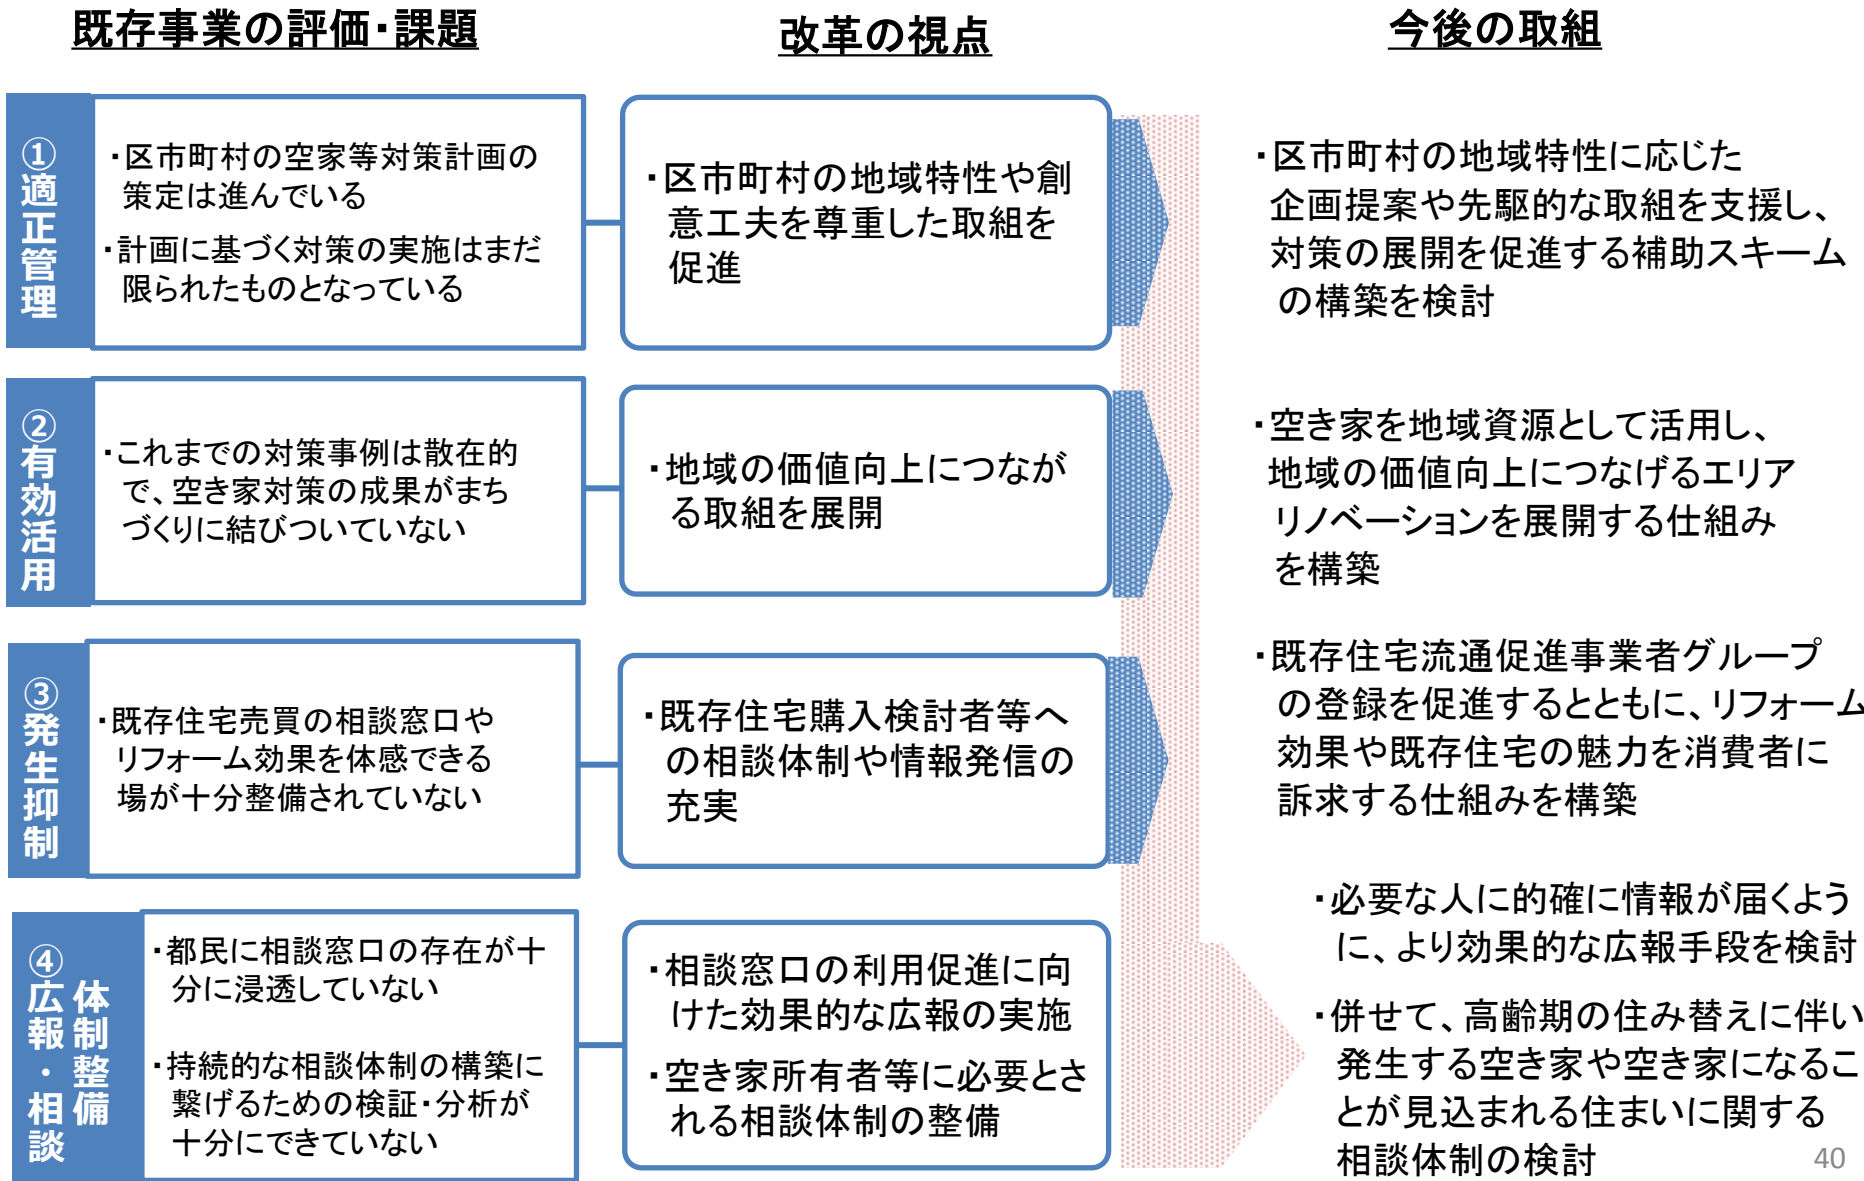 既存事業の評価・課題
改革の視点
今後の取組
①適正管理
・区市町村の空家等対策計画の
策定は進んでいる
・計画に基づく対策の実施はまだ
限られたものとなっている
・区市町村の地域特性や創
意工夫を尊重した取組を
促進
・区市町村の地域特性に応じた
企画提案や先駆的な取組を支援し、
対策の展開を促進する補助スキーム
の構築を検討
②有効活用
・これまでの対策事例は散在的
で、空き家対策の成果がまち
づくりに結びついていない
・地域の価値向上につなが
る取組を展開
・空き家を地域資源として活用し、
地域の価値向上につなげるエリア
リノベーションを展開する仕組み
を構築
③発生抑制
・既存住宅売買の相談窓口や
リフォーム効果を体感できる
場が十分整備されていない
・既存住宅購入検討者等へ
の相談体制や情報発信の
充実
・既存住宅流通促進事業者グループ
の登録を促進するとともに、リフォーム
効果や既存住宅の魅力を消費者に
訴求する仕組みを構築
④広報・相談
体制整備
・都民に相談窓口の存在が十
分に浸透していない
・持続的な相談体制の構築に
繋げるための検証・分析が
十分にできていない
・相談窓口の利用促進に向
けた効果的な広報の実施
・空き家所有者等に必要とさ
れる相談体制の整備
・必要な人に的確に情報が届くよう
に、より効果的な広報手段を検討
・併せて、高齢期の住み替えに伴い
発生する空き家や空き家になるこ
とが見込まれる住まいに関する
相談体制の検討
40